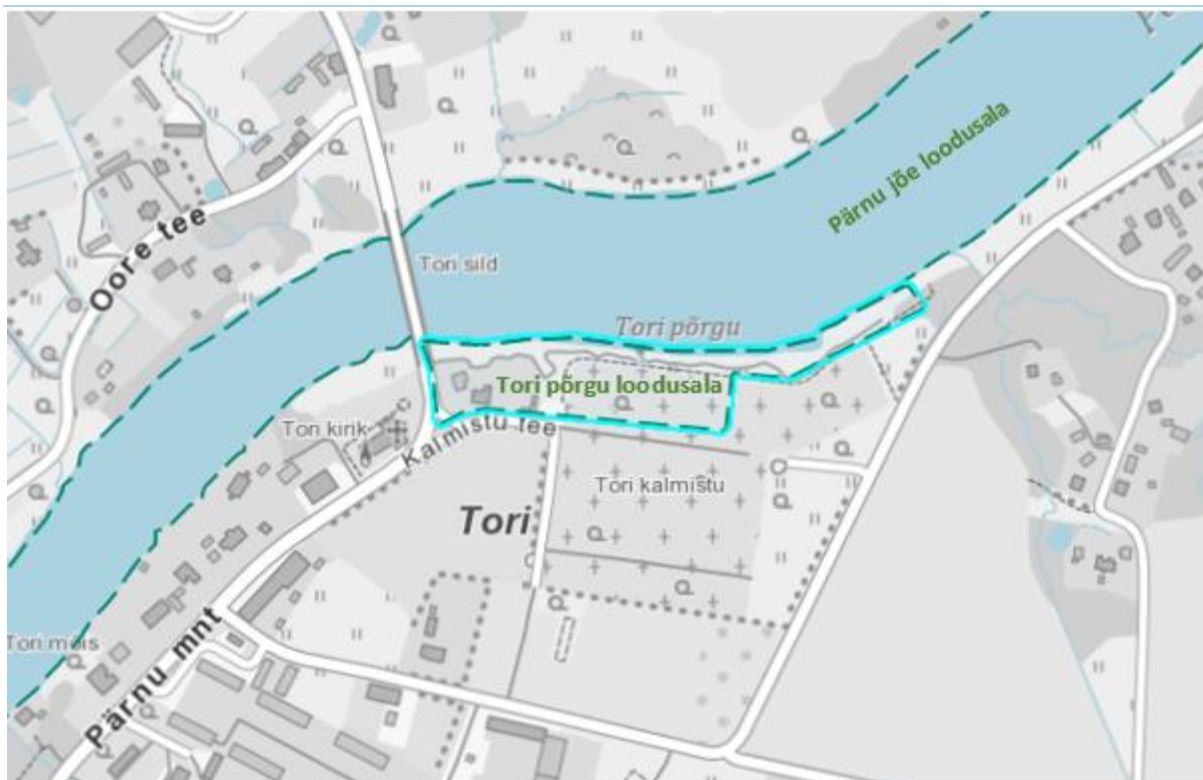 Pärnu jõe loodusala
Oore tee
Tori sild
Tori põrgu
Tori põrgu loodusala
Tori kirik
Kalmistu tee
Tori kalmistu
Tori
Tori mõis
Pärnu mnt